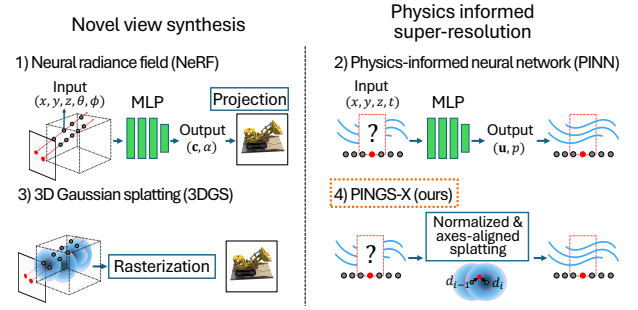 Novel view synthesis
Physics informed
super-resolution
1) Neural radiance field (NeRF)
Input
(x, y, z, θ, ϕ)
MLP
Output
(c, α)
Projection
2) Physics-informed neural network (PINN)
Input
(x, y, z, t)
?
MLP
Output
(u, p)
3) 3D Gaussian splatting (3DGS)
Rasterization
4) PINGS-X (ours)
?
Normalized &
axes-aligned
splatting
d_{i−1} d_i